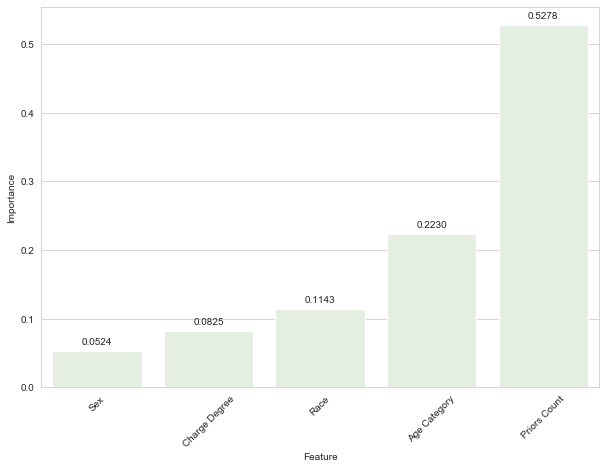 0.5278
0.5
0.4
0.3
Importance
0.2230
0.2
0.1143
0.1
0.0825
0.0524
0.0
Sex
Charge Degree
Race
Age Category
Priors Count
Feature